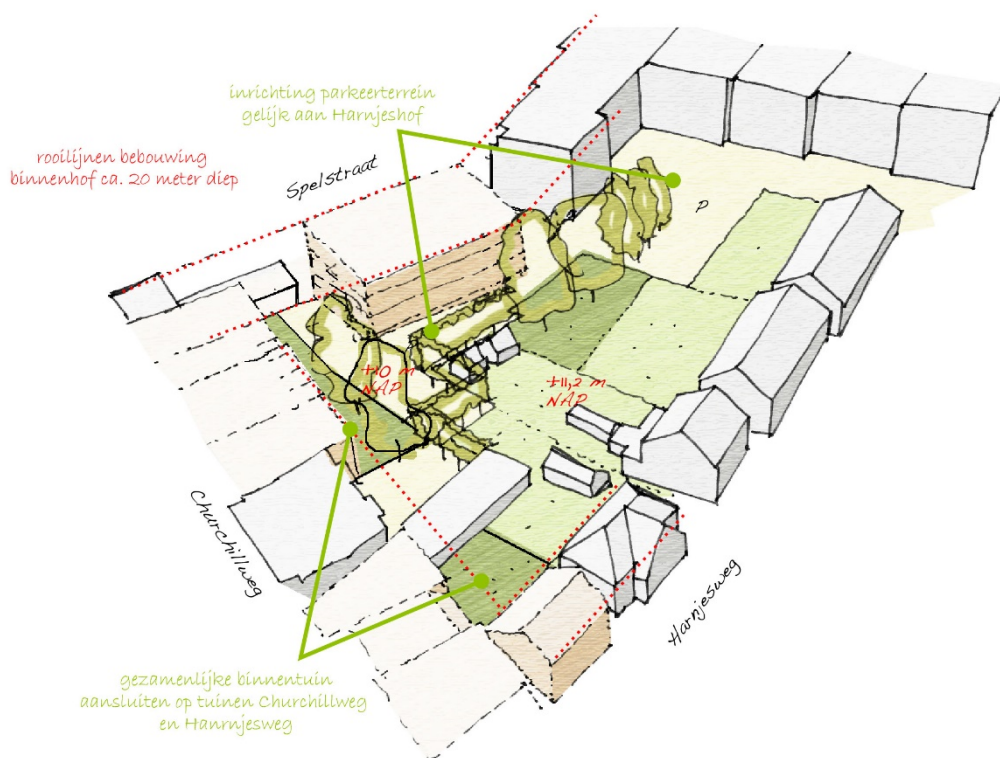 inrichting parkeerterrein
gelijk aan Harnjeshof
rooilijnen bebouwing
binnenhof ca. 20 meter diep
Spelstraat
P
±10 m
NAP
±11,2 m
NAP
Churchillweg
Harnjesweg
gezamenlijke binnentuin
aansluiten op tuinen Churchillweg
en Hanrnjesweg